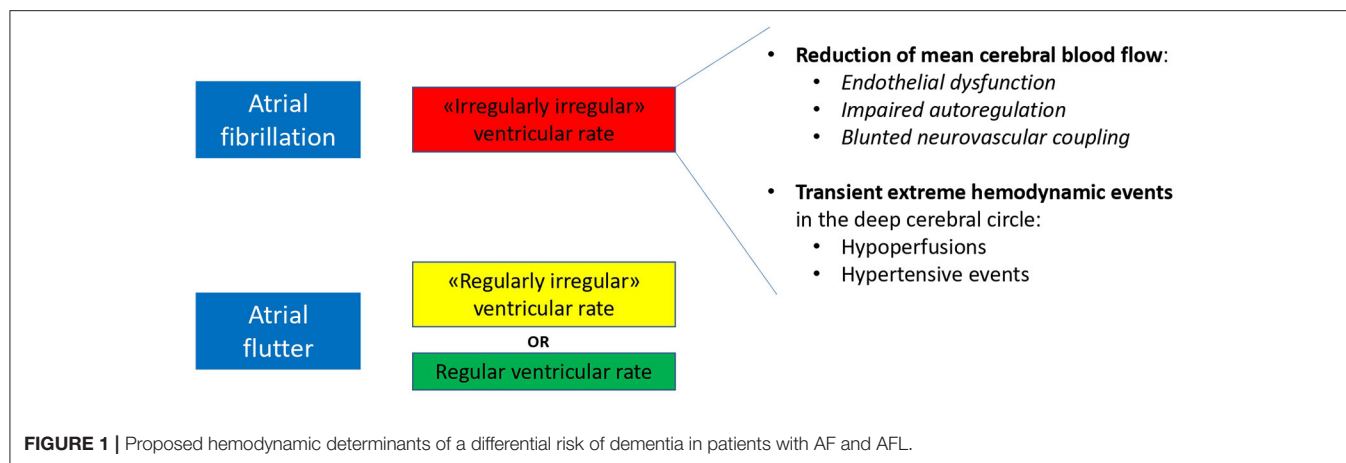 Atrial
fibrillation
«Irregularly irregular»
ventricular rate
• Reduction of mean cerebral blood flow:
• Endothelial dysfunction
• Impaired autoregulation
• Blunted neurovascular coupling
• Transient extreme hemodynamic events
in the deep cerebral circle:
• Hypoperfusions
• Hypertensive events
Atrial
flutter
«Regularly irregular»
ventricular rate
OR
Regular ventricular rate
FIGURE 1 | Proposed hemodynamic determinants of a differential risk of dementia in patients with AF and AFL.